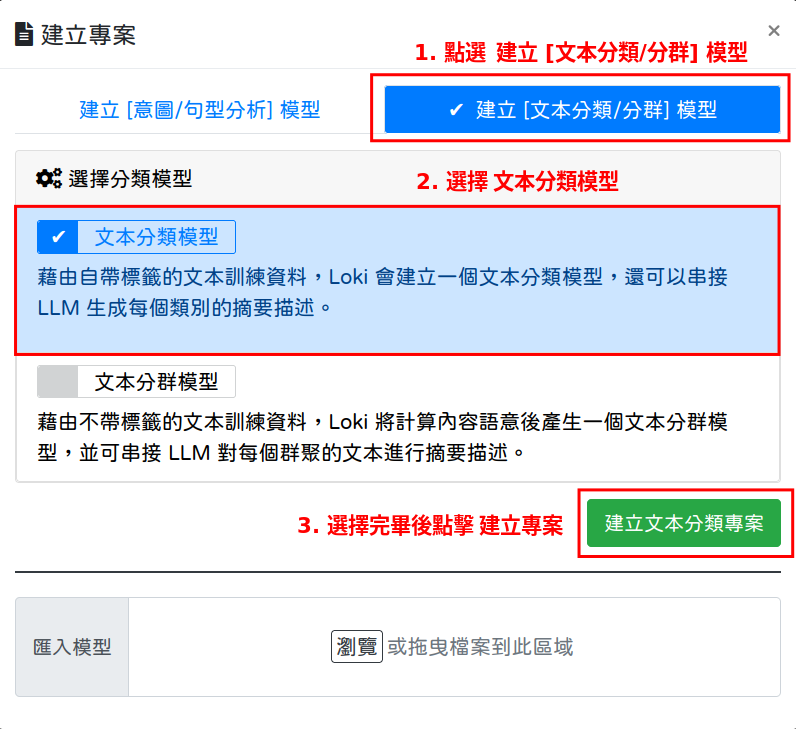 建立專案
×
1. 點選 建立 [文本分類/分群] 模型
建立 [意圖/句型分析] 模型
✔ 建立 [文本分類/分群] 模型
選擇分類模型
2. 選擇 文本分類模型
✔ 文本分類模型
藉由自帶標籤的文本訓練資料，Loki 會建立一個文本分類模型，還可以串接
LLM 生成每個類別的摘要描述。
文本分群模型
藉由不帶標籤的文本訓練資料，Loki 將計算內容語意後產生一個文本分群模
型，並可串接 LLM 對每個群聚的文本進行摘要描述。
3. 選擇完畢後點擊 建立專案
建立文本分類專案
匯入模型
瀏覽 或拖曳檔案到此區域